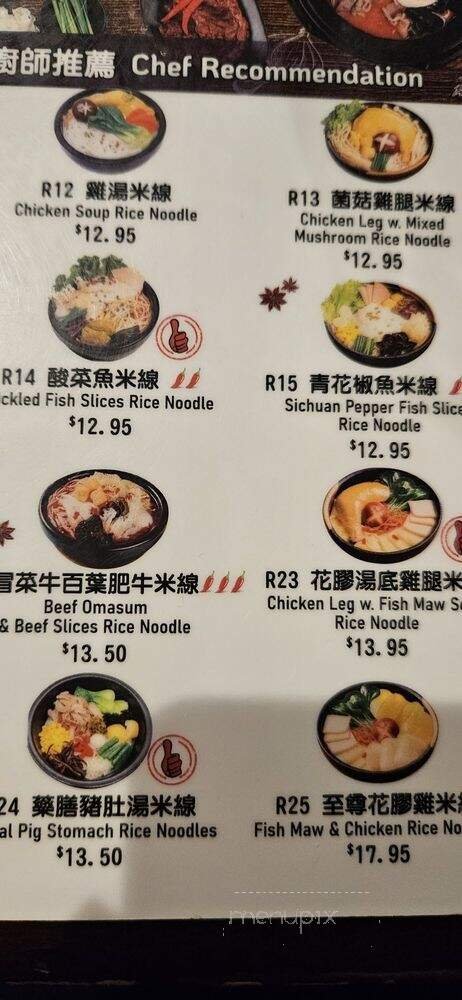 廚師推薦 Chef Recommendation
R12 雞湯米線
Chicken Soup Rice Noodle
$12.95
R13 菌菇雞腿米線
Chicken Leg w. Mixed
Mushroom Rice Noodle
$12.95
R14 酸菜魚米線
ickled Fish Slices Rice Noodle
$12.95
R15 青花椒魚米線
Sichuan Pepper Fish Slice
Rice Noodle
$12.95
冒菜牛百葉肥牛米線
Beef Omasum
& Beef Slices Rice Noodle
$13.50
R23 花膠湯底雞腿米
Chicken Leg w. Fish Maw So
Rice Noodle
$13.95
24 藥膳豬肚湯米線
al Pig Stomach Rice Noodles
$13.50
R25 至尊花膠雞米
Fish Maw & Chicken Rice No
$17.95
menupix